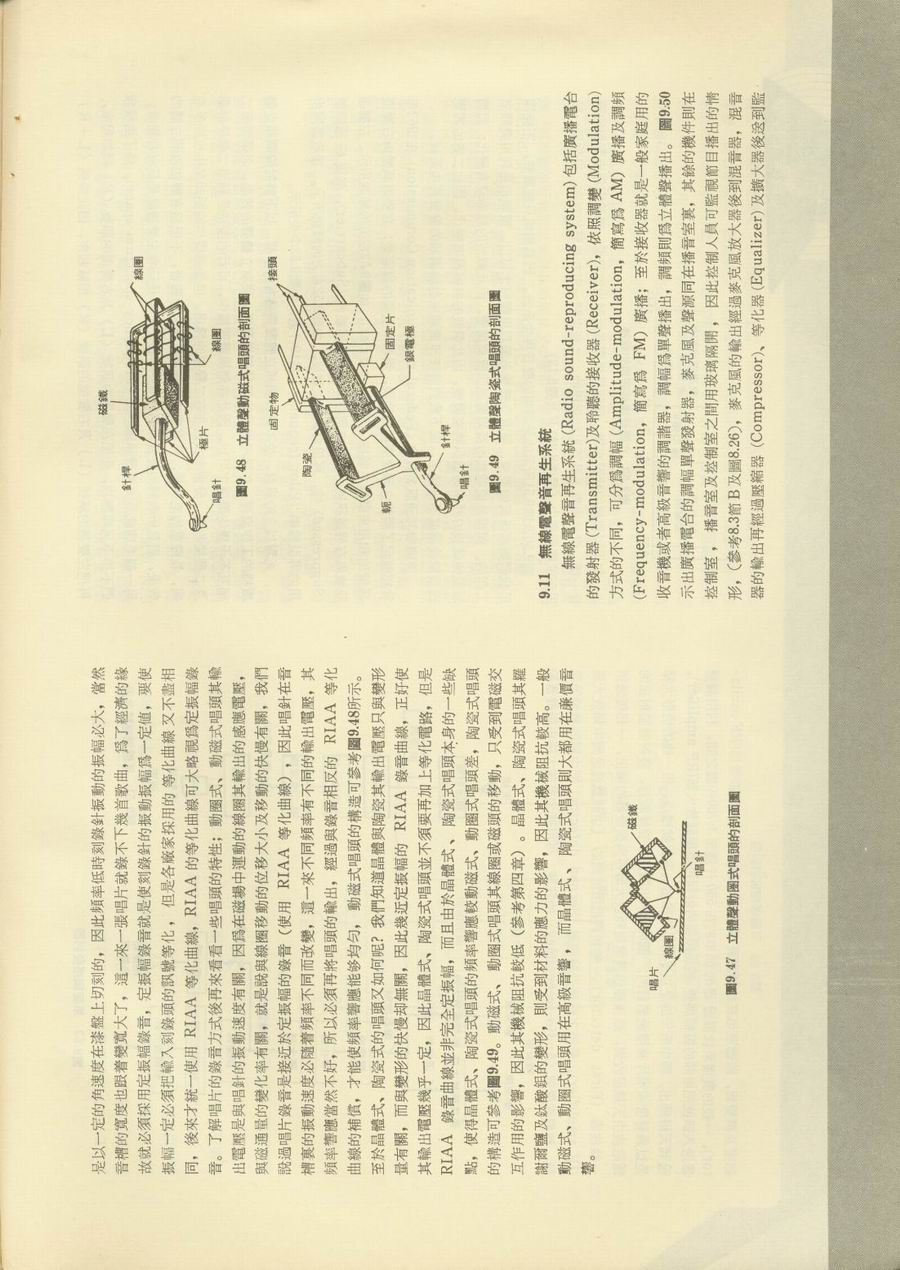 是以一定的角速度在漆盤上切刻的，因此頻率低時刻錄針振動的振幅必大，當然
音槽的寬度也跟着變寬大了，這一來一張唱片就錄不下幾首歌曲，爲了經濟的緣
故就必須採用定振幅錄音，定振幅錄音就是使刻錄針的振動振幅爲一定値，要使
振幅一定必須把輸入刻錄頭的訊號等化，但是各廠家採用的等化曲線又不盡相
同，後來才統一使用 RIAA 等化曲線，RIAA 的等化曲線可大略視爲定振幅錄
音。了解唱片的錄音方式後再來看看一些唱頭的特性；動圈式、動磁式唱頭其輸
出電壓是與唱針的振動速度有關，因爲在磁場中運動的線圈其輸出的感應電壓，
與磁通量的變化率有關，就是說與線圈移動的位移大小及移動的快慢有關，我們
說過唱片錄音是接近於定振幅的錄音（使用 RIAA 等化曲線），因此唱針在音
槽裏的振動速度必隨着頻率不同而改變，這一來不同頻率有不同的輸出電壓，其
頻率響應當然不好，所以必須再將唱頭的輸出，經過與錄音相反的 RIAA 等化
曲線的補償，才能使頻率響應能够均勻，動磁式唱頭的構造可參考圖9.48所示。
至於晶體式、陶瓷式的唱頭又如何呢？我們知道晶體與陶瓷其輸出電壓只與變形
量有關，而與變形的快慢却無關，因此幾近定振幅的 RIAA 錄音曲線，正好使
其輸出電壓幾乎一定，因此晶體式、陶瓷式唱頭並不須要再加上等化電路，但是
RIAA 錄音曲線並非完全定振幅，而且由於晶體式、陶瓷式唱頭本身的一些缺
點，使得晶體式、陶瓷式唱頭的頻率響應較動磁式、動圈式唱頭差，陶瓷式唱頭
的構造可參考圖9.49。動磁式、動圈式唱頭其線圈或磁頭的移動，只受到電磁交
互作用的影響，因此其機械阻抗較低（參考第四章）。晶體式、陶瓷式唱頭其羅
謝爾鹽及鈦酸鋇的變形，則受到材料的應力的影響，因此其機械阻抗較高。一般
動磁式、動圈式唱頭用在高級音響，而晶體式、陶瓷式唱頭則大都用在廉價音
響。
磁鐵
唱片
線圈
唱針
圖9.47 立體聲動圈式唱頭的剖面圖
磁鐵
線圈
針桿
線圈
極片
唱針
圖9.48 立體聲動磁式唱頭的剖面圖
接頭
固定物
陶瓷
固定片
銀電極
軛
針桿
唱針
圖9.49 立體聲陶瓷式唱頭的剖面圖
9.11 無線電聲音再生系統
無線電聲音再生系統 (Radio sound-reproducing system) 包括廣播電台
的發射器 (Transmitter)及聆聽的接收器 (Receiver)，依照調變 (Modulation)
方式的不同，可分爲調幅 (Amplitude-modulation，簡寫爲 AM) 廣播及調頻
(Frequency-modulation，簡寫爲 FM) 廣播；至於接收器就是一般家庭用的
收音機或者高級音響的調諧器，調幅爲單聲播出，調頻則爲立體聲播出。圖9.50
示出廣播電台的調幅單聲發射器，麥克風及聲源同在播音室裏，其餘的機件則在
控制室，播音室及控制室之間用玻璃隔開，因此控制人員可監視節目播出的情
形，（參考8.3節B及圖8.26），麥克風的輸出經過麥克風放大器後到混音器，混音
器的輸出再經過壓縮器 (Compressor)、等化器 (Equalizer) 及擴大器後送到監